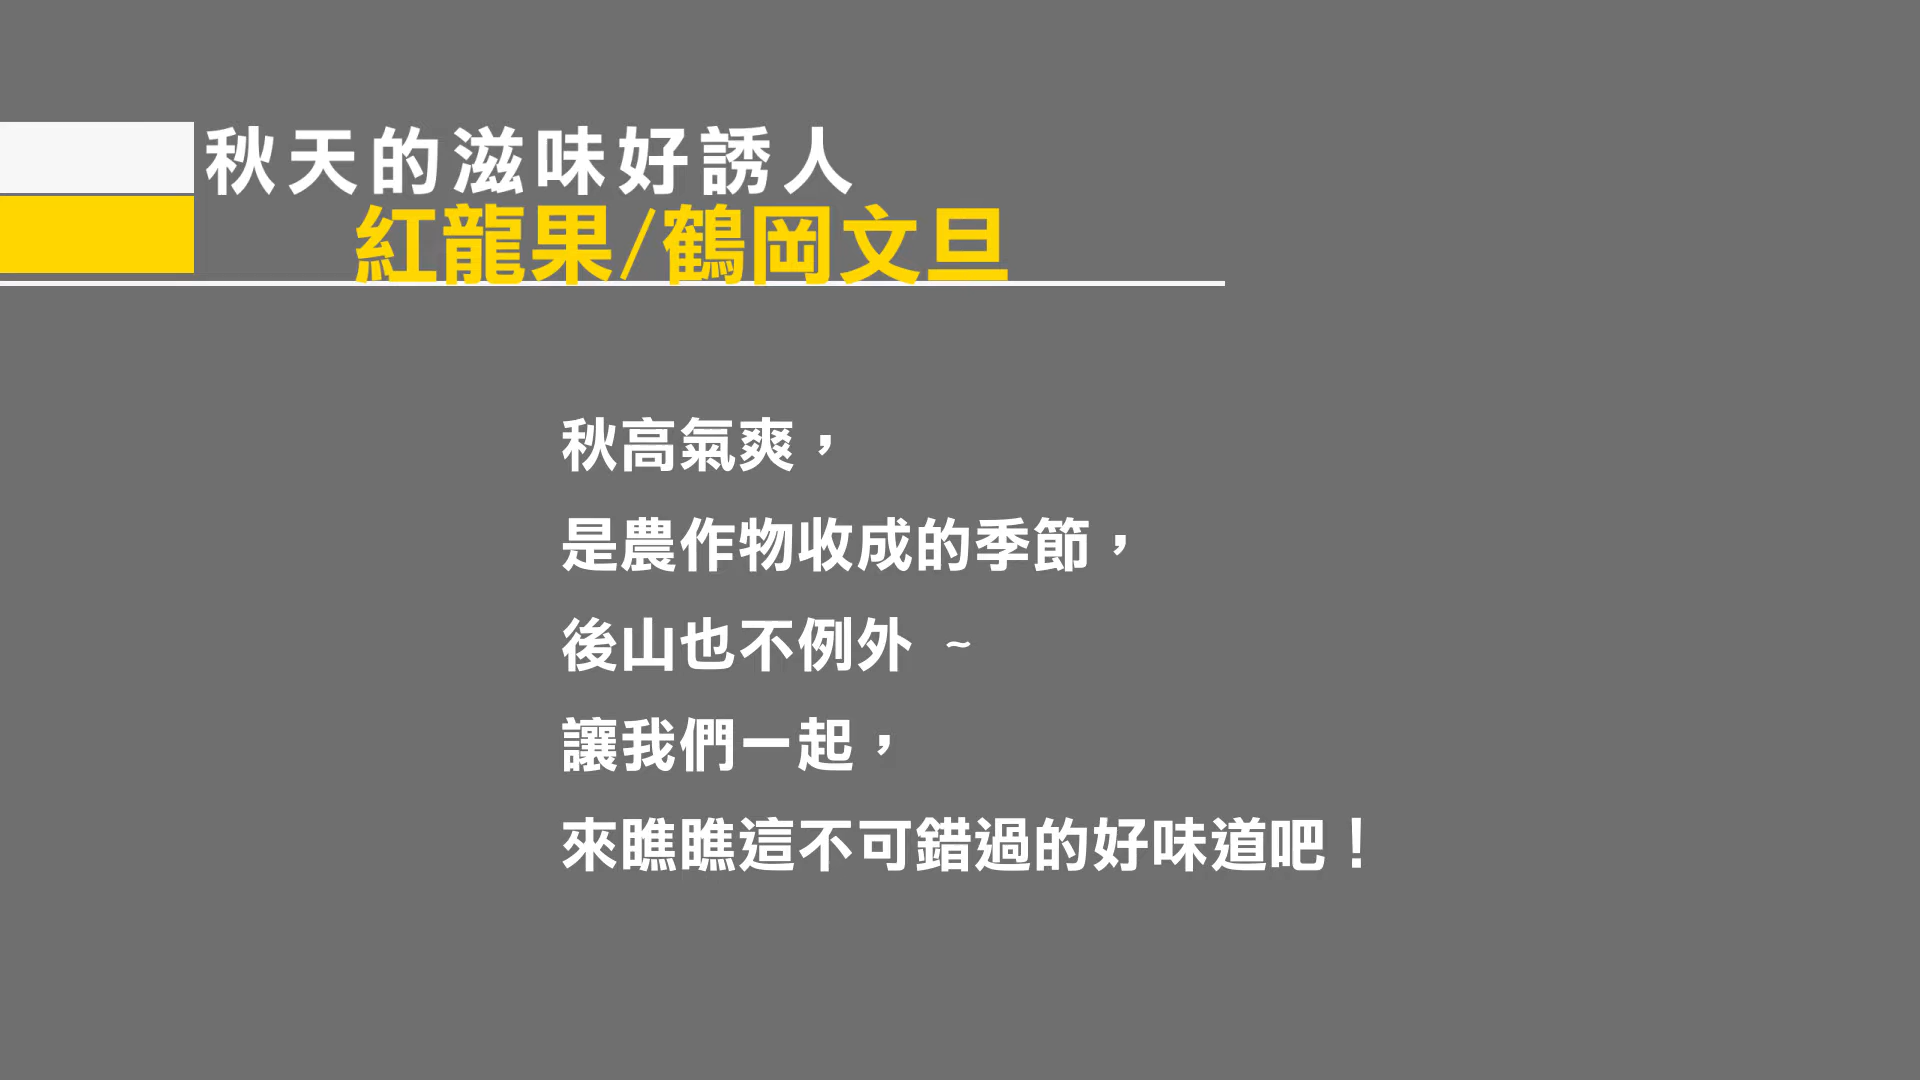 秋天的滋味好誘人
紅龍果/鶴岡文旦
秋高氣爽，
是農作物收成的季節，
後山也不例外 ~
讓我們一起，
來瞧瞧這不可錯過的好味道吧！